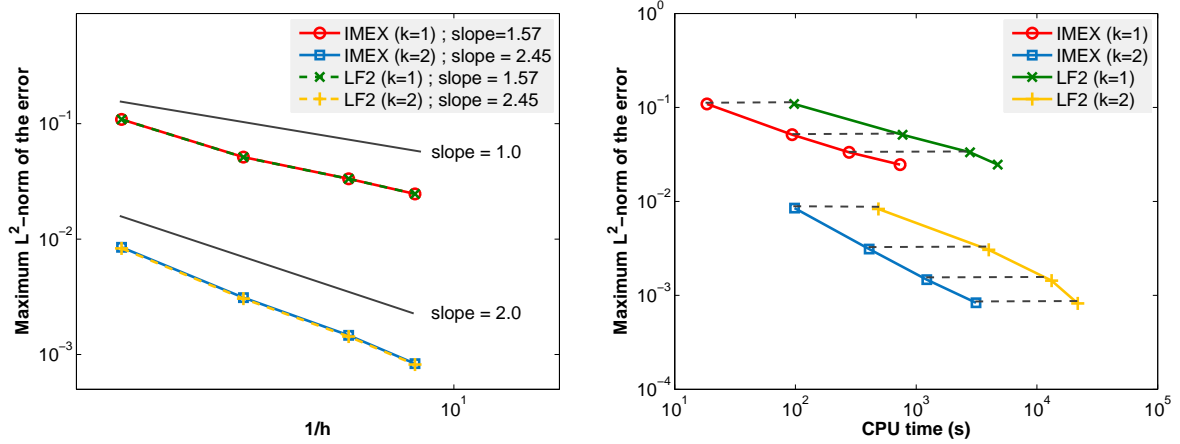 IMEX (k=1) ; slope=1.57
IMEX (k=2) ; slope = 2.45
LF2 (k=1) ; slope = 1.57
LF2 (k=2) ; slope = 2.45
slope = 1.0
slope = 2.0
10⁻¹
10⁻²
10⁻³
10¹
1/h
Maximum L²−norm of the error
IMEX (k=1)
IMEX (k=2)
LF2 (k=1)
LF2 (k=2)
10⁰
10⁻¹
10⁻²
10⁻³
10⁻⁴
10¹ 10² 10³ 10⁴ 10⁵
CPU time (s)
Maximum L²−norm of the error